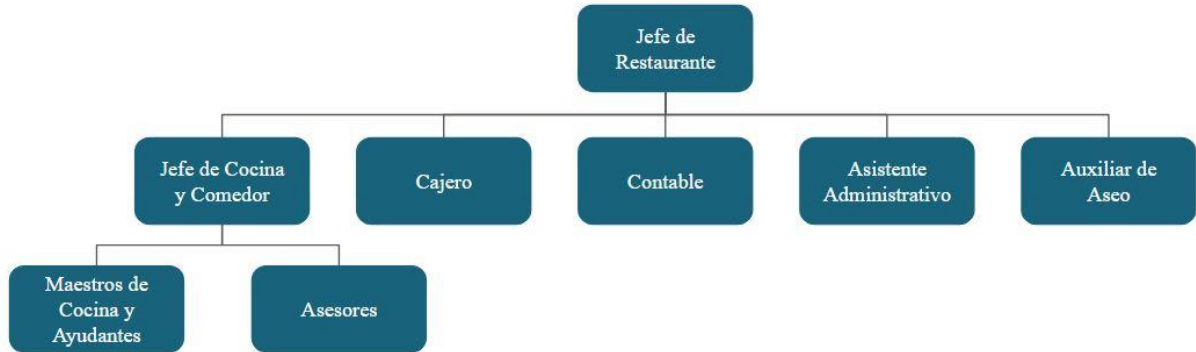 Jefe de
Restaurante
Jefe de Cocina
y Comedor
Cajero
Contable
Asistente
Administrativo
Auxiliar de
Aseo
Maestros de
Cocina y
Ayudantes
Asesores